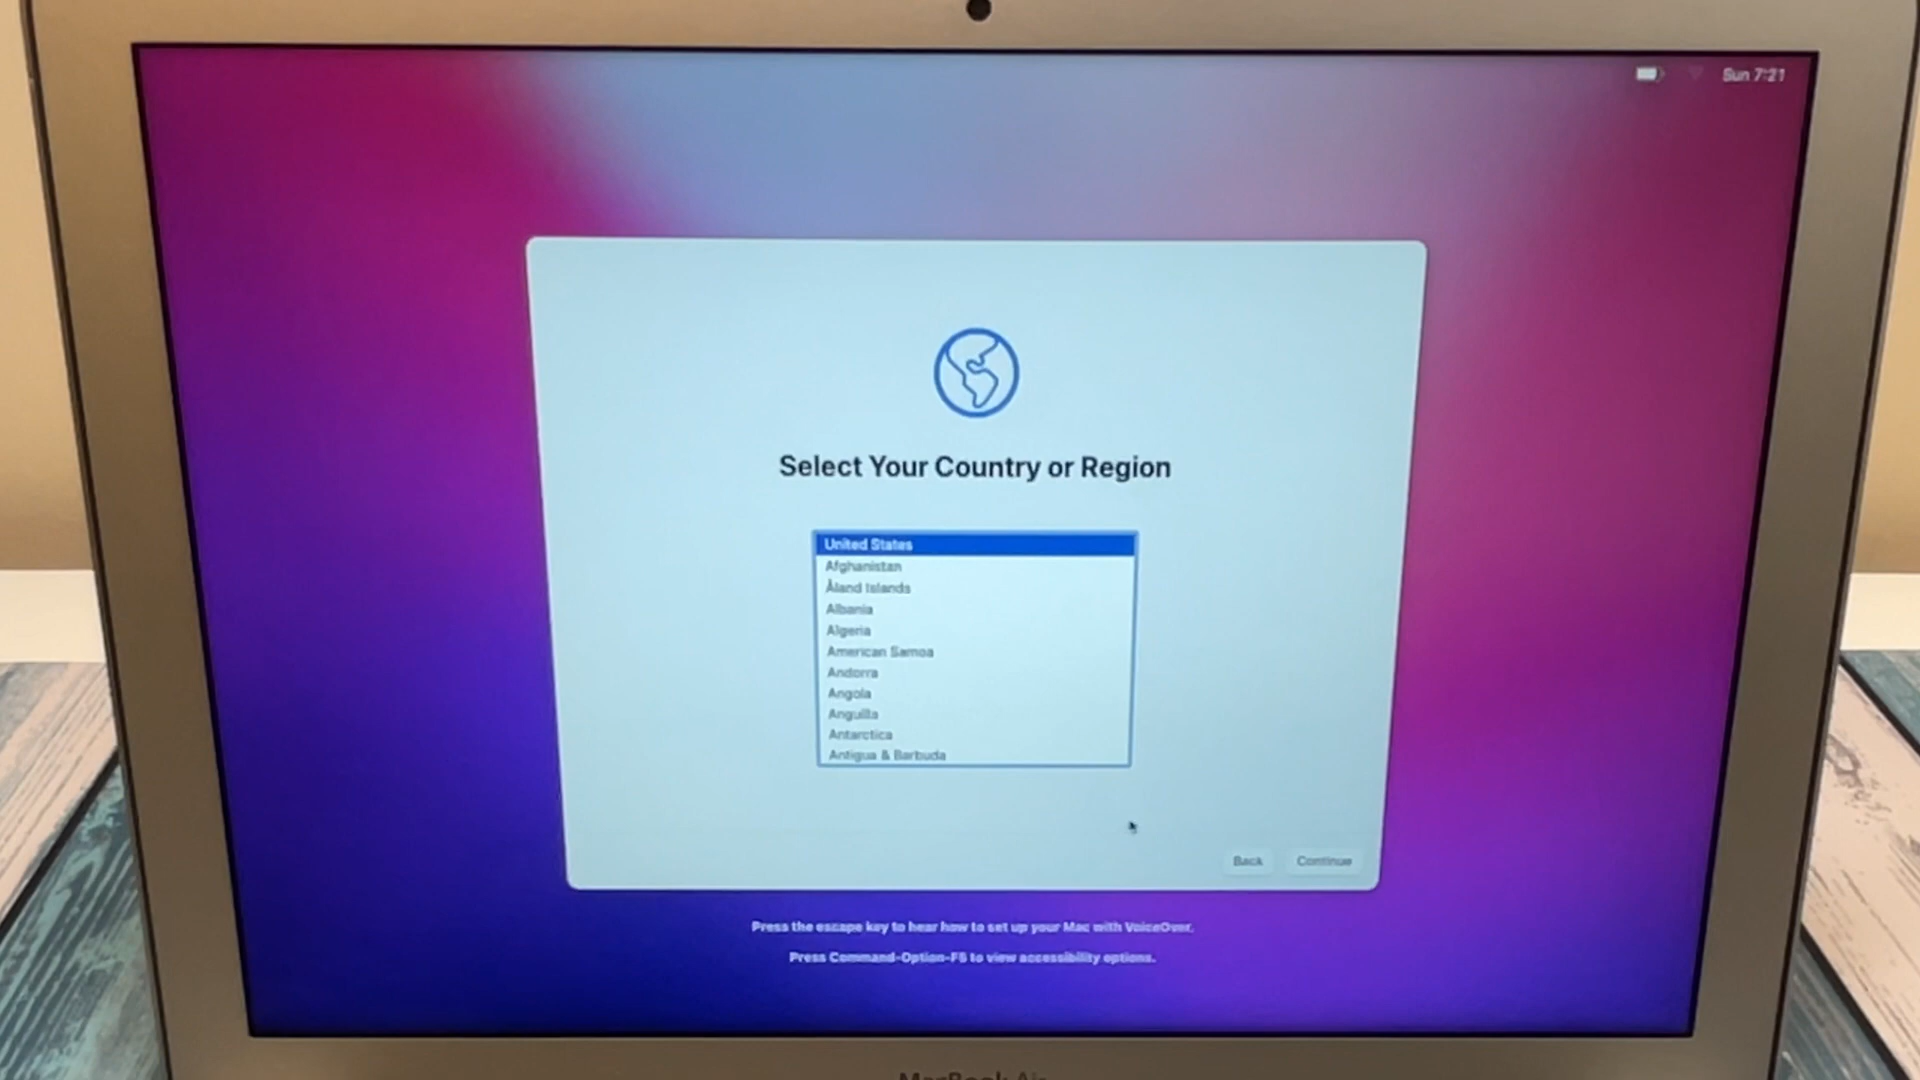 Sun 7:21
Select Your Country or Region
United States
Afghanistan
Åland Islands
Albania
Algeria
American Samoa
Andorra
Angola
Anguilla
Antarctica
Antigua & Barbuda
Back
Continue
Press the escape key to hear how to set up your Mac with VoiceOver.
Press Command-Option-F5 to view accessibility options.
MacBook Air